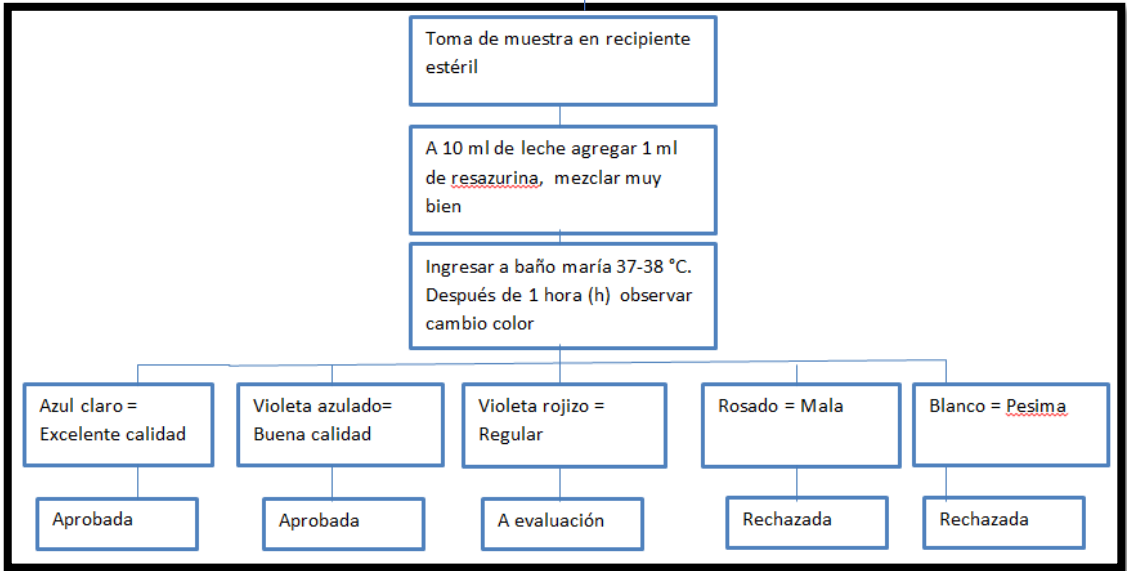 Toma de muestra en recipiente
estéril
A 10 ml de leche agregar 1 ml
de resazurina, mezclar muy
bien
Ingresar a baño maría 37-38 °C.
Después de 1 hora (h) observar
cambio color
Azul claro =
Excelente calidad
Violeta azulado=
Buena calidad
Violeta rojizo =
Regular
Rosado = Mala
Blanco = Pesima
Aprobada
Aprobada
A evaluación
Rechazada
Rechazada